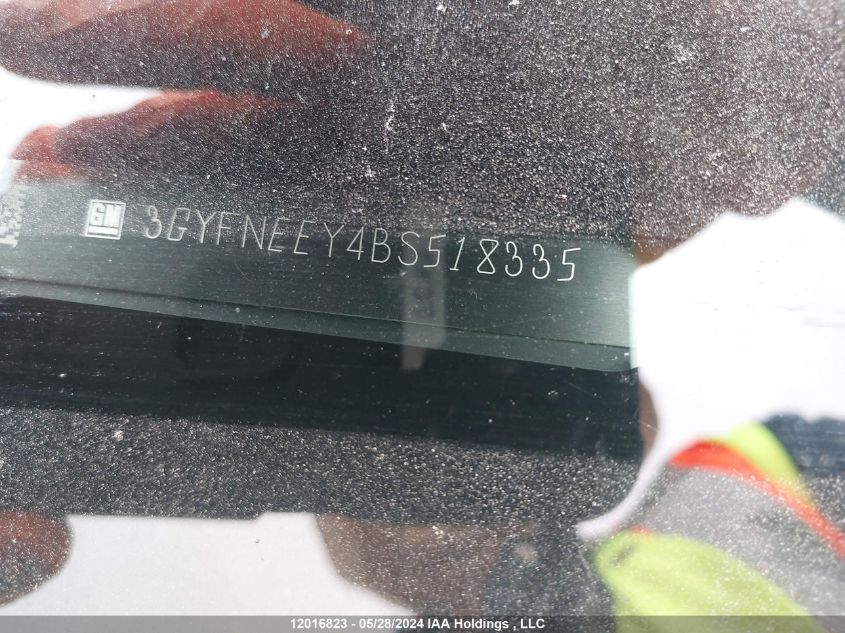 GM 3GYFNEEY4BS518335
12016823 - 05/28/2024 IAA Holdings , LLC